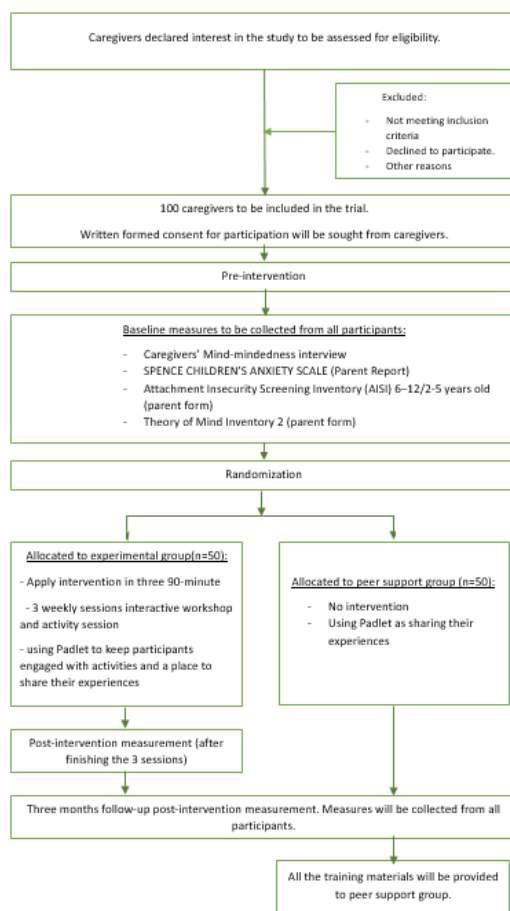 Caregivers declared interest in the study to be assessed for eligibility.
Excluded:
- Not meeting inclusion
criteria
- Declined to participate.
- Other reasons
100 caregivers to be included in the trial.
Written formed consent for participation will be sought from caregivers.
Pre-intervention
Baseline measures to be collected from all participants:
- Caregivers' Mind-mindedness interview
- SPENCE CHILDREN'S ANXIETY SCALE (Parent Report)
- Attachment Insecurity Screening Inventory (AISI) 6–12/2-5 years old
(parent form)
- Theory of Mind Inventory 2 (parent form)
Randomization
Allocated to experimental group(n=50):
- Apply intervention in three 90-minute
- 3 weekly sessions interactive workshop
and activity session
- using Padlet to keep participants
engaged with activities and a place to
share their experiences
Allocated to peer support group (n=50):
- No intervention
- Using Padlet as sharing their
experiences
Post-intervention measurement (after
finishing the 3 sessions)
Three months follow-up post-intervention measurement. Measures will be collected from all
participants.
All the training materials will be provided
to peer support group.